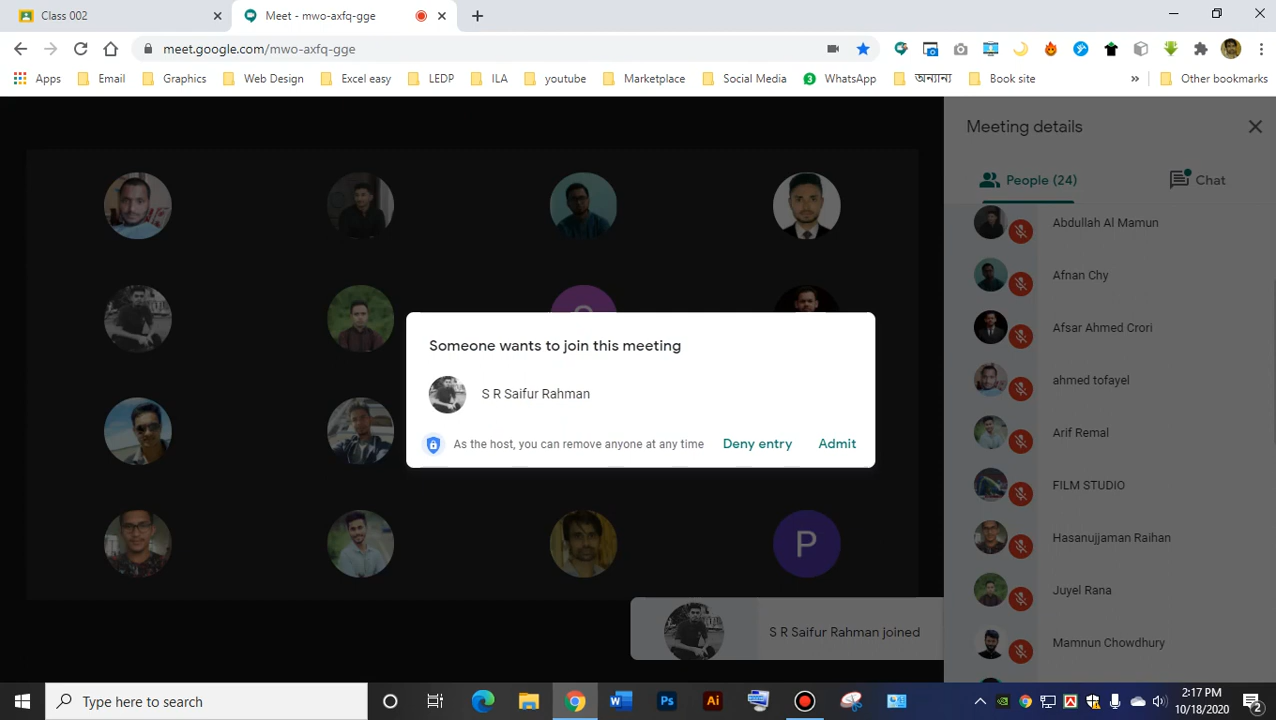 Class 002
Meet - mwo-axfq-gge
meet.google.com/mwo-axfq-gge
Apps Email Graphics Web Design Excel easy LEDP ILA youtube Marketplace Social Media 3 WhatsApp অন্যান্য Book site » Other bookmarks
Meeting details
People (24) Chat
Abdullah Al Mamun
Afnan Chy
Afsar Ahmed Crori
ahmed tofayel
Arif Remal
FILM STUDIO
Hasanujjaman Raihan
Juyel Rana
Mamnun Chowdhury
Someone wants to join this meeting
S R Saifur Rahman
As the host, you can remove anyone at any time Deny entry Admit
P
S R Saifur Rahman joined
Type here to search
W Ps Ai
2:17 PM
10/18/2020
2